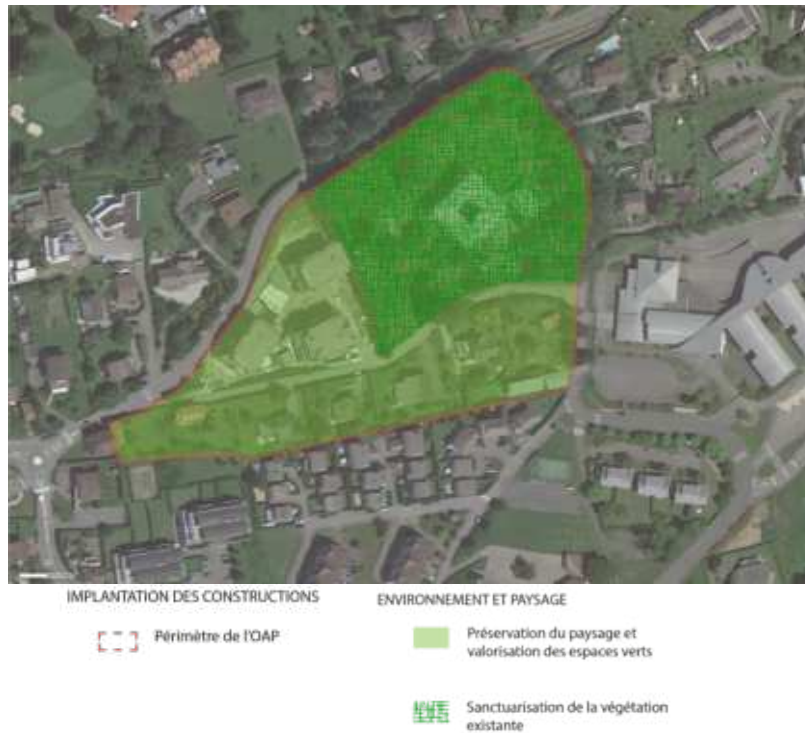 IMPLANTATION DES CONSTRUCTIONS
Périmètre de l'OAP
ENVIRONNEMENT ET PAYSAGE
Préservation du paysage et
valorisation des espaces verts
Sanctuarisation de la végétation
existante